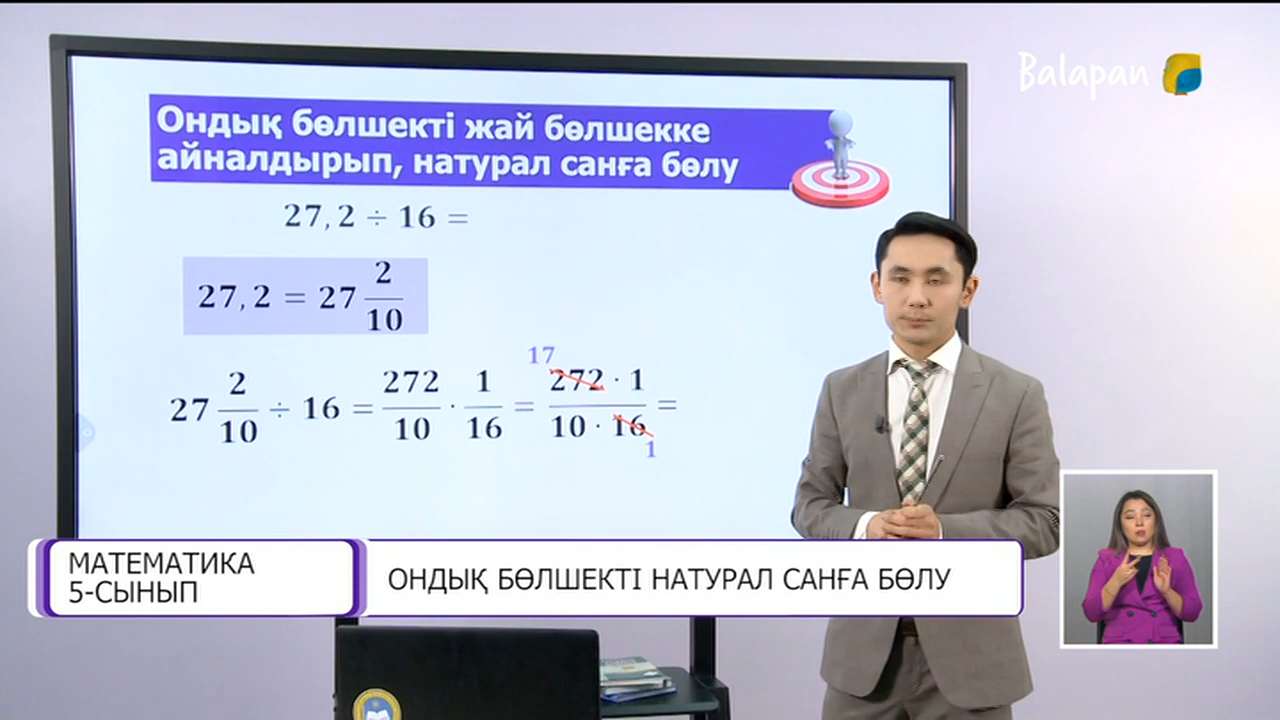 Balapan
Ондық бөлшекті жай бөлшекке
айналдырып, натурал санға бөлу
27,2 ÷ 16 =
27,2 = 27 2/10
27 2/10 ÷ 16 = 272/10 · 1/16 = 272 · 1/10 · 16 =
17
1
МАТЕМАТИКА
5-СЫНЫП
ОНДЫҚ БӨЛШЕКТІ НАТУРАЛ САНҒА БӨЛУ